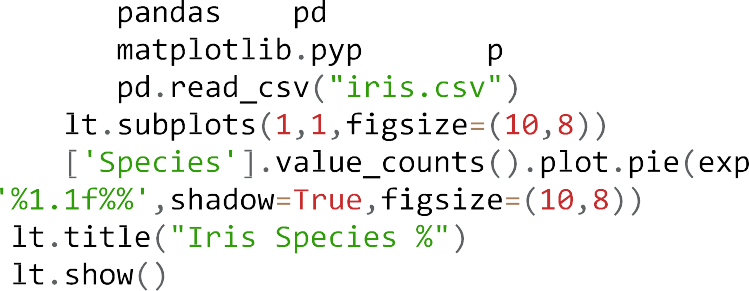 pandas pd
matplotlib.pyp p
pd.read_csv("iris.csv")
lt.subplots(1,1,figsize=(10,8))
['Species'].value_counts().plot.pie(exp
'%1.1f%%',shadow=True,figsize=(10,8))
lt.title("Iris Species %")
lt.show()